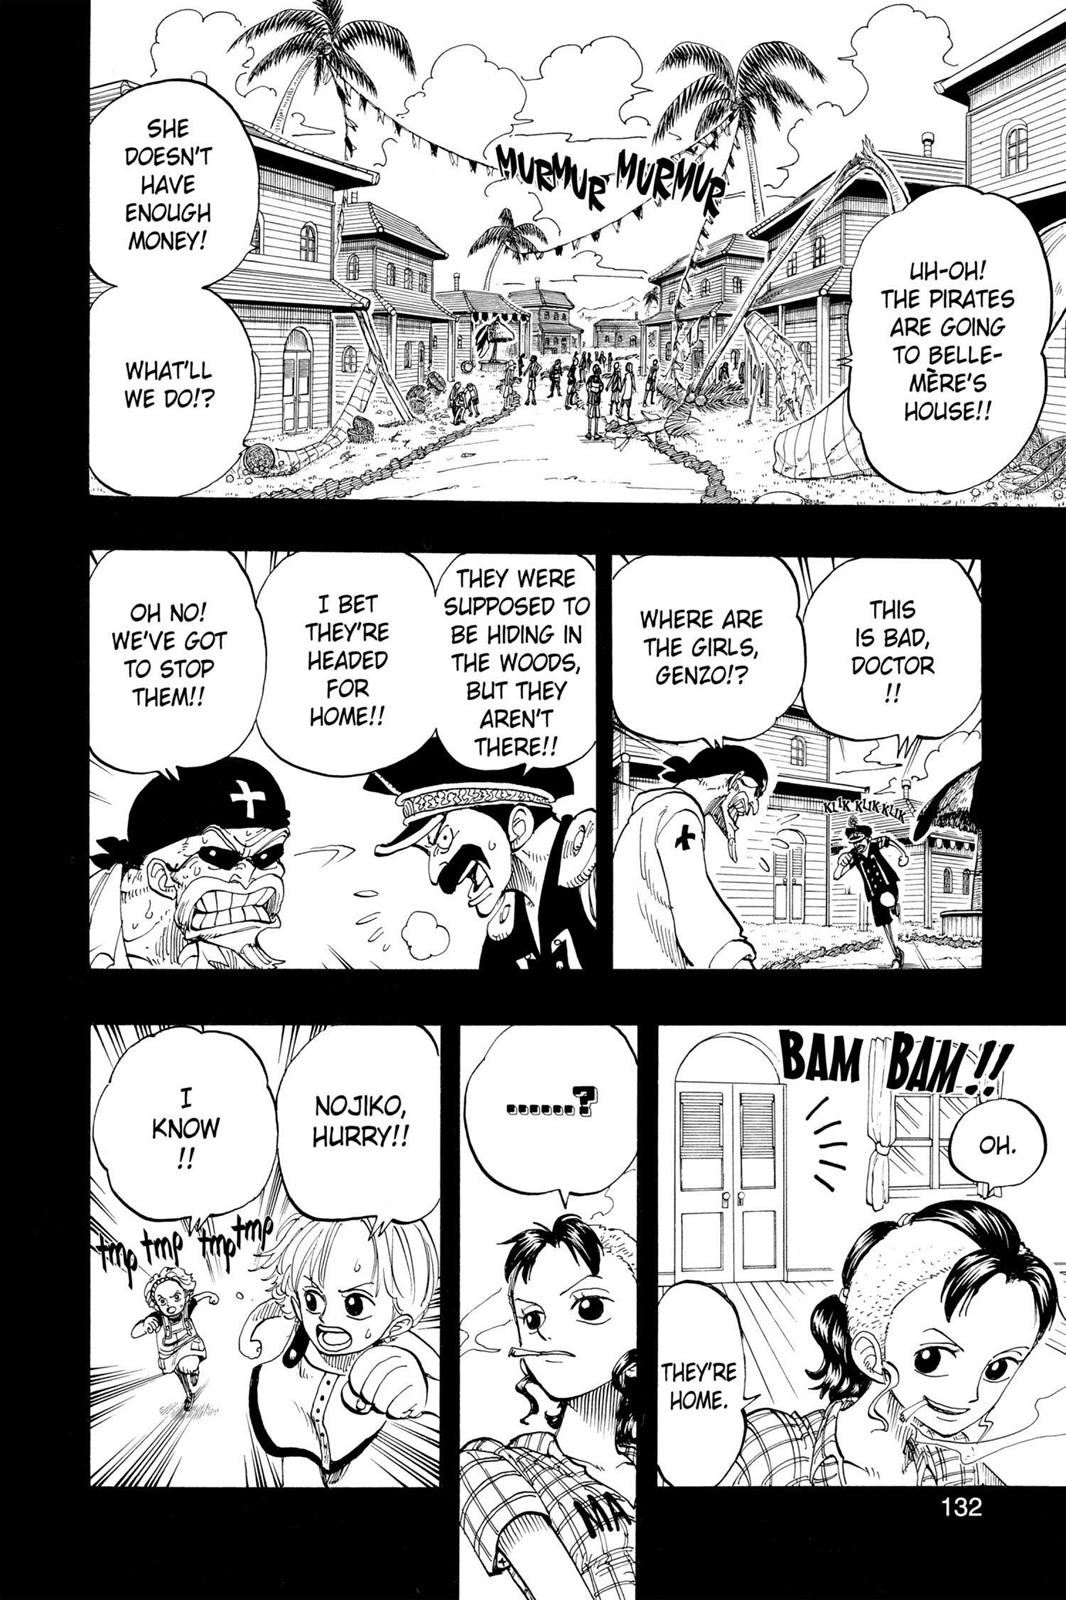 UH-OH!
THE PIRATES
ARE GOING
TO BELLE-
MÈRE'S
HOUSE!!
MURMUR MURMUR
SHE
DOESN'T
HAVE
ENOUGH
MONEY!
WHAT'LL
WE DO!?
THIS
IS BAD,
DOCTOR
!!
KLIK KLIK-KLIK
WHERE ARE
THE GIRLS,
GENZO!?
THEY WERE
SUPPOSED TO
BE HIDING IN
THE WOODS,
BUT THEY
AREN'T
THERE!!
I BET
THEY'RE
HEADED
FOR
HOME!!
OH NO!
WE'VE GOT
TO STOP
THEM!!
BAM BAM!!
OH.
THEY'RE
HOME.
......?
MA
NOJIKO,
HURRY!!
I
KNOW
!!
tmp tmp tmp tmp
132